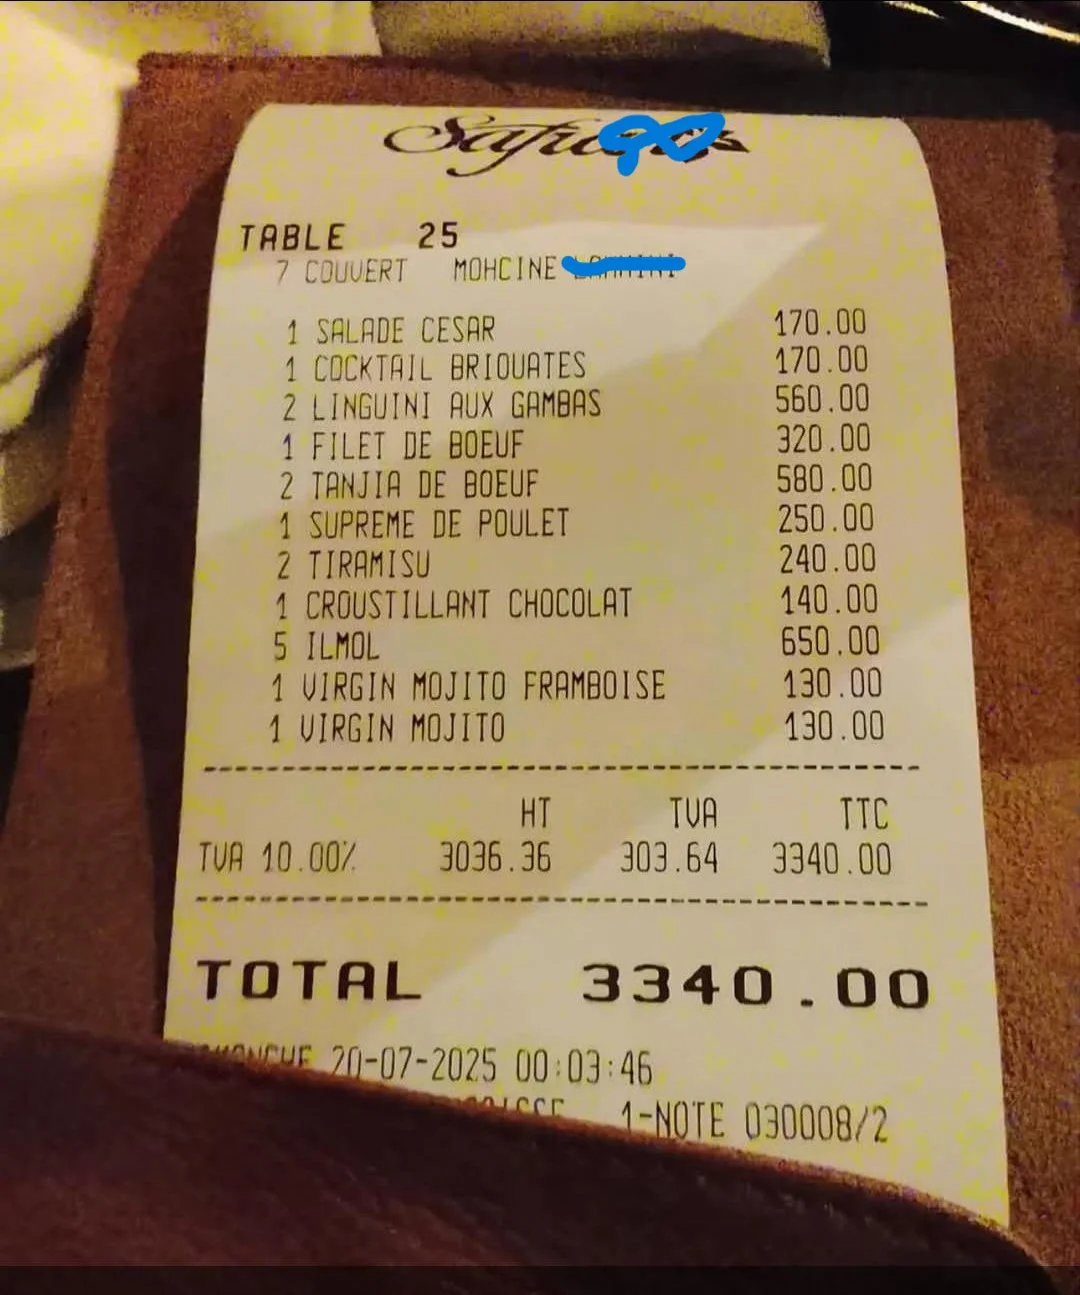 TABLE 25
7 COUVERT MOHCINE
1 SALADE CESAR 170.00
1 COCKTAIL BRIOUATES 170.00
2 LINGUINI AUX GAMBAS 560.00
1 FILET DE BOEUF 320.00
2 TANJIA DE BOEUF 580.00
1 SUPREME DE POULET 250.00
2 TIRAMISU 240.00
1 CROUSTILLANT CHOCOLAT 140.00
5 ILMOL 650.00
1 VIRGIN MOJITO FRAMBOISE 130.00
1 VIRGIN MOJITO 130.00
HT TVA TTC
TVA 10.00% 3036.36 303.64 3340.00
TOTAL 3340.00
20-07-2025 00:03:46
1-NOTE 030008/2